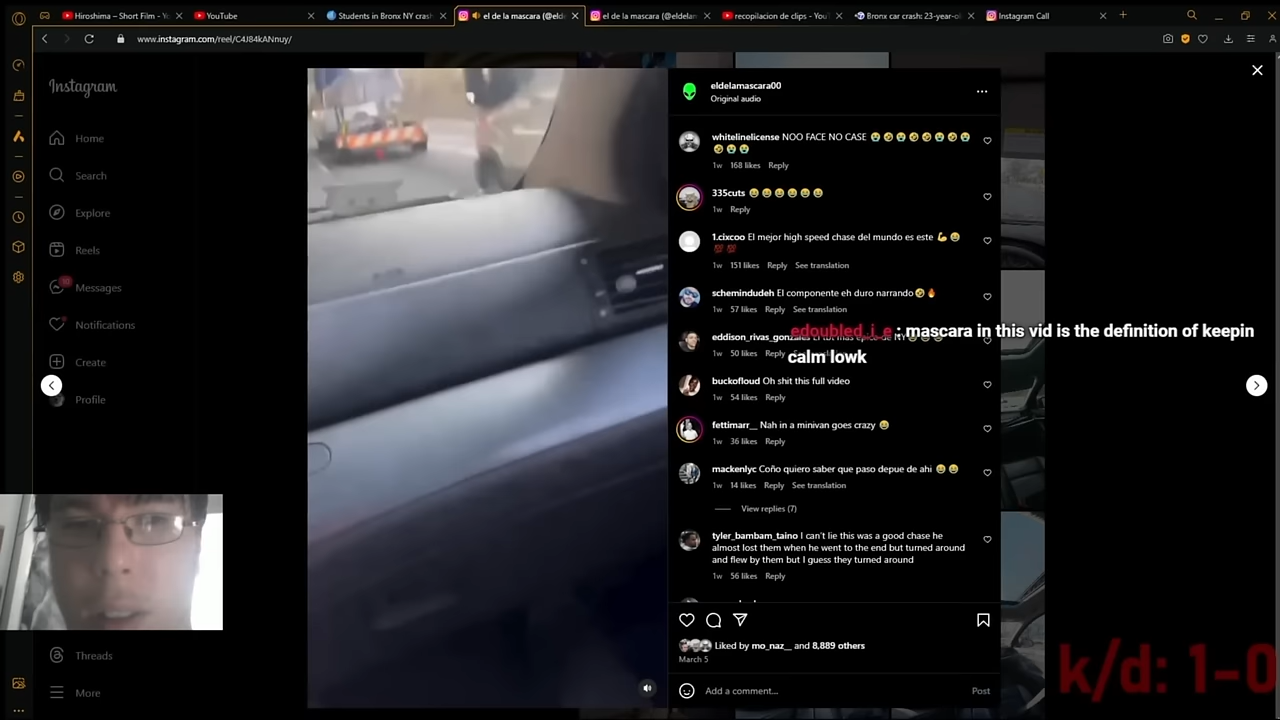 Hiroshima – Short Film - Y
YouTube
Students in Bronx NY crash
el de la mascara (@elde
el de la mascara (@eldelam
recopilacion de clips - YouT
Bronx car crash: 23-year-ol
Instagram Call
www.instagram.com/reel/C4J84kANnuy/
Instagram
Home
Search
Explore
Reels
10
Messages
Notifications
Create
Profile
Threads
More
eldelamascara00
Original audio
whitelinelicense NOO FACE NO CASE 😭🤣😭🤣🤣😭🤣😭
🤣😭😭
1w 168 likes Reply
335cuts 😂😂😂😂😂😂
1w Reply
1.cixcoo El mejor high speed chase del mundo es este 💪😂
💯💯
1w 151 likes Reply See translation
schemindudeh El componente eh duro narrando🤣🔥
1w 57 likes Reply See translation
edoubled_i_e : mascara in this vid is the definition of keepin
calm lowk
1w 50 likes Reply
buckofloud Oh shit this full video
1w 54 likes Reply
fettimarr__ Nah in a minivan goes crazy 😂
1w 36 likes Reply
mackenlyc Coño quiero saber que paso depue de ahi 😂😂
1w 14 likes Reply See translation
View replies (7)
tyler_bambam_taino I can't lie this was a good chase he
almost lost them when he went to the end but turned around
and flew by them but I guess they turned around
1w 56 likes Reply
Liked by mo_naz__ and 8,889 others
March 5
Add a comment...
Post
k/d: 1-0